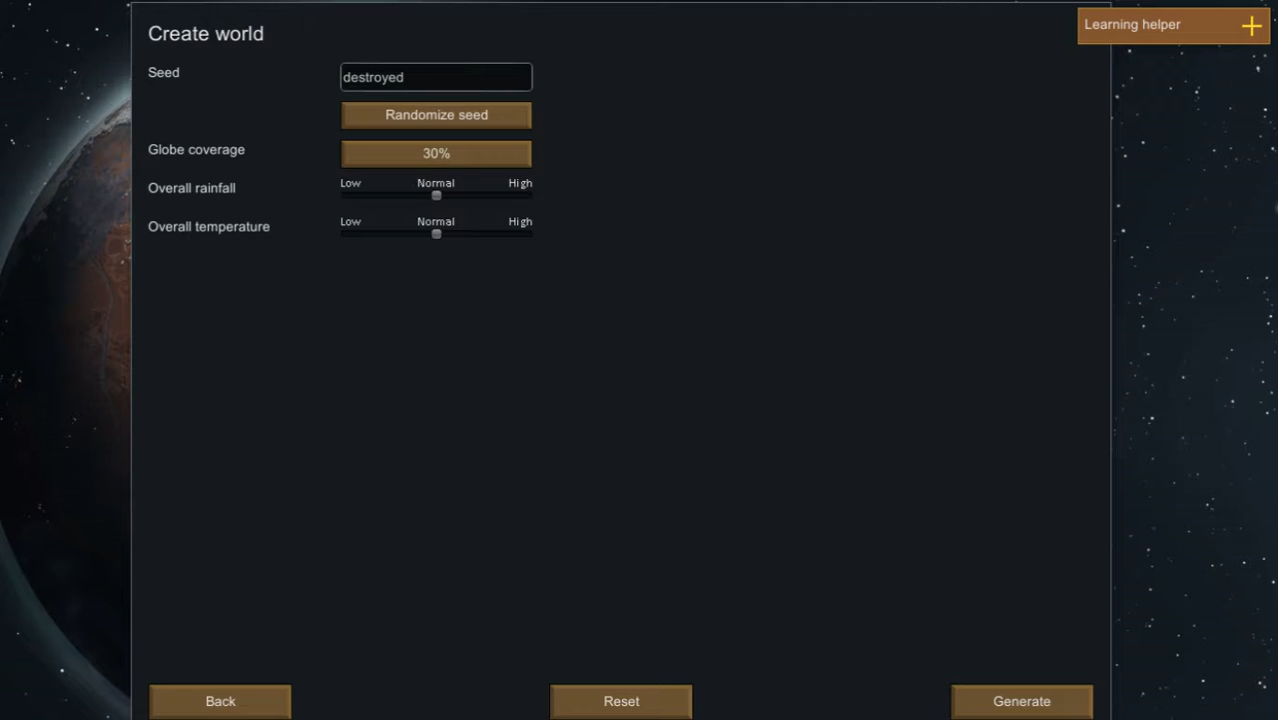 Create world
Learning helper
Seed
destroyed
Randomize seed
Globe coverage
30%
Overall rainfall
Low Normal High
Overall temperature
Low Normal High
Back
Reset
Generate